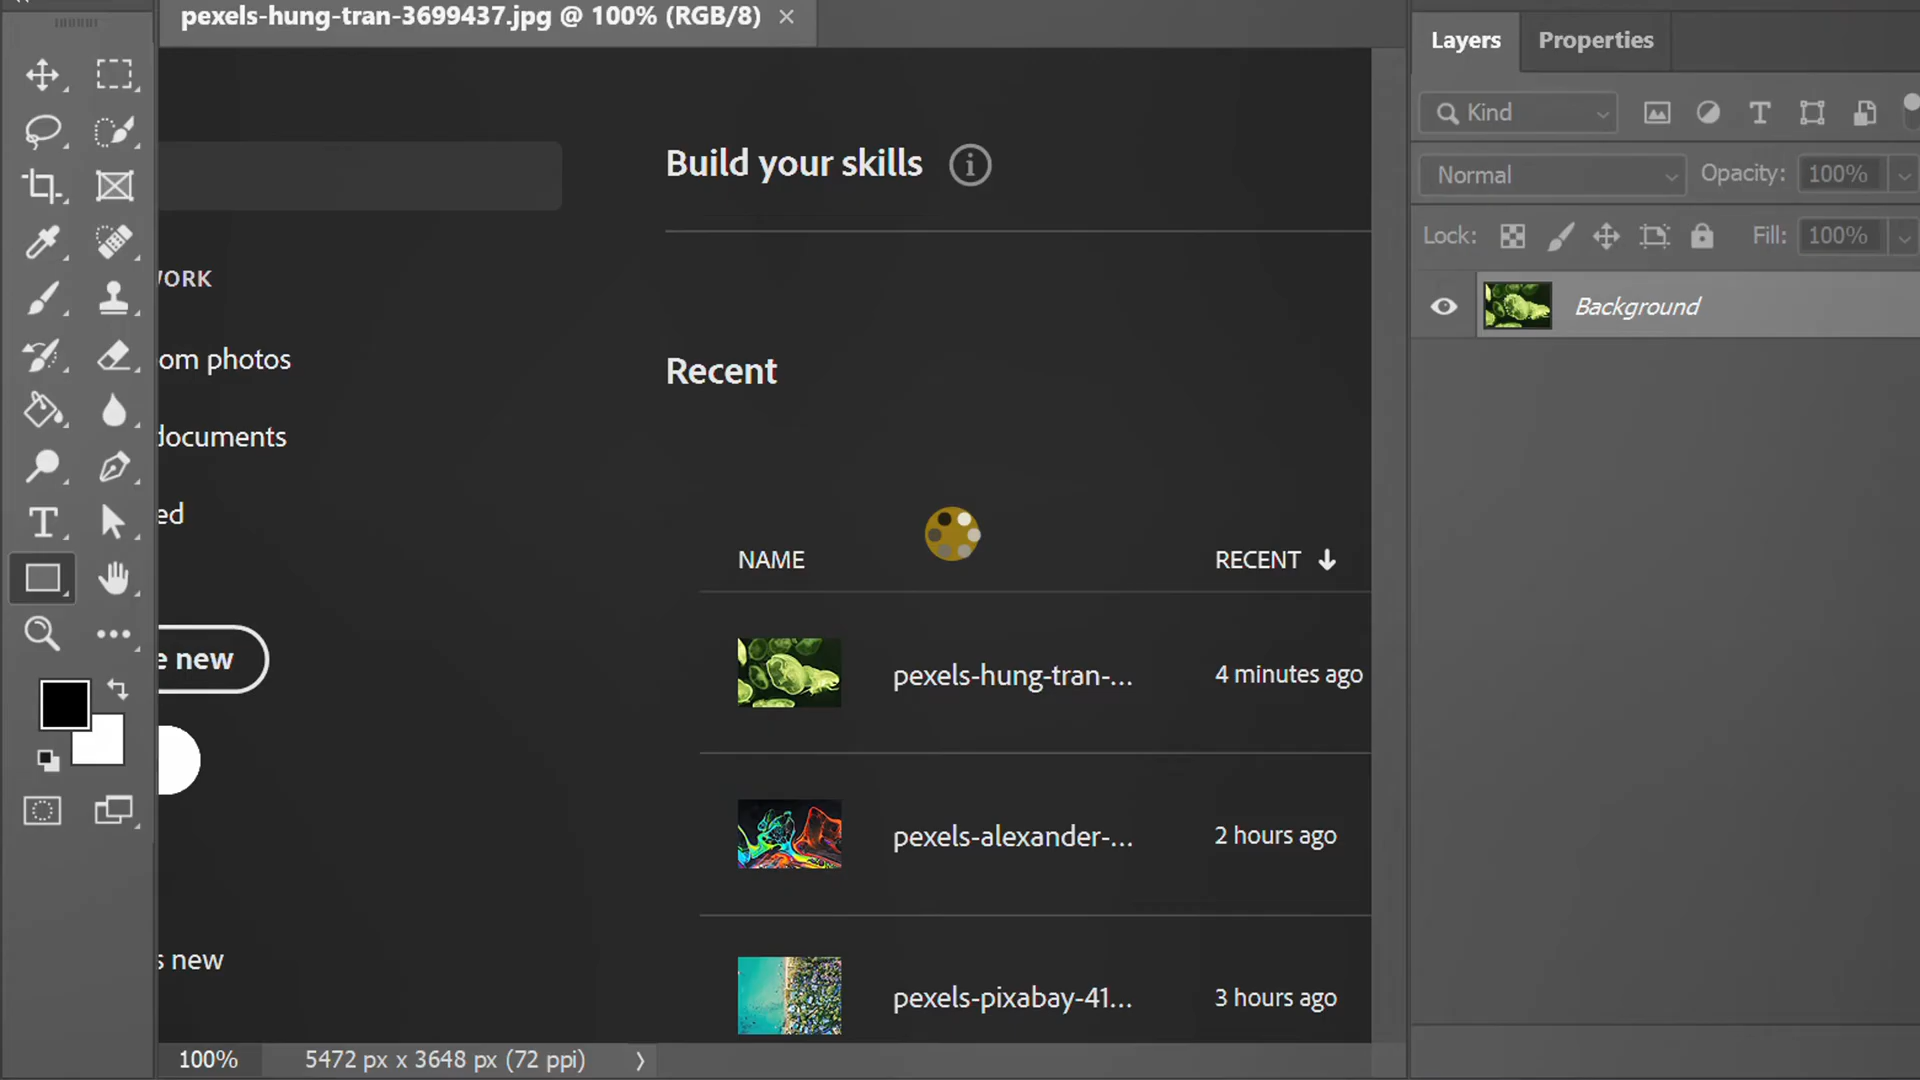 pexels-hung-tran-3699437.jpg @ 100% (RGB/8) ×
Layers
Properties
Kind
Normal
Opacity: 100%
Lock:
Fill: 100%
Background
Build your skills
WORK
om photos
documents
ed
e new
s new
Recent
NAME
RECENT
pexels-hung-tran-...
4 minutes ago
pexels-alexander-...
2 hours ago
pexels-pixabay-41...
3 hours ago
100%
5472 px x 3648 px (72 ppi)